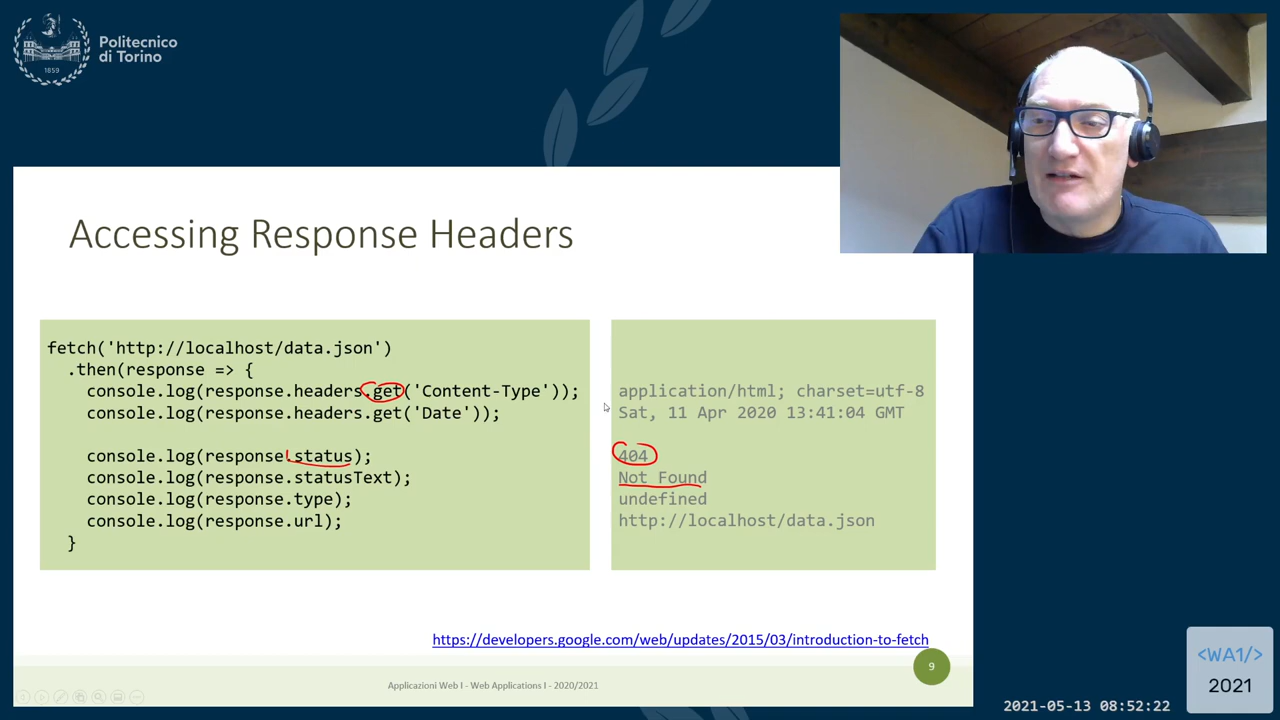 Politecnico
di Torino
1859
Accessing Response Headers
fetch('http://localhost/data.json')
.then(response => {
console.log(response.headers.get('Content-Type'));
console.log(response.headers.get('Date'));
console.log(response.status);
console.log(response.statusText);
console.log(response.type);
console.log(response.url);
}
application/html; charset=utf-8
Sat, 11 Apr 2020 13:41:04 GMT
404
Not Found
undefined
http://localhost/data.json
https://developers.google.com/web/updates/2015/03/introduction-to-fetch
9
Applicazioni Web I - Web Applications I - 2020/2021
<WA1/>
2021
2021-05-13 08:52:22